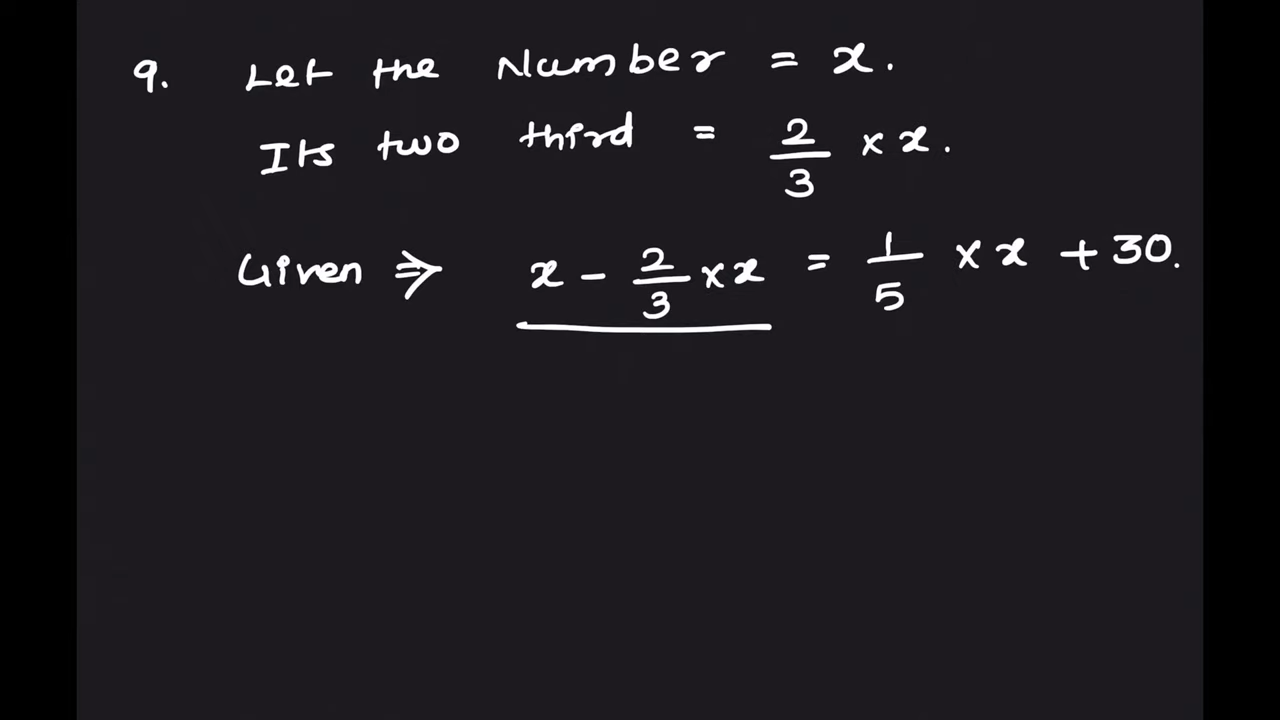 9. Let the Number = x.
Its two third = 2/3 × x.
Given ⇒ x - 2/3 × x = 1/5 × x + 30.